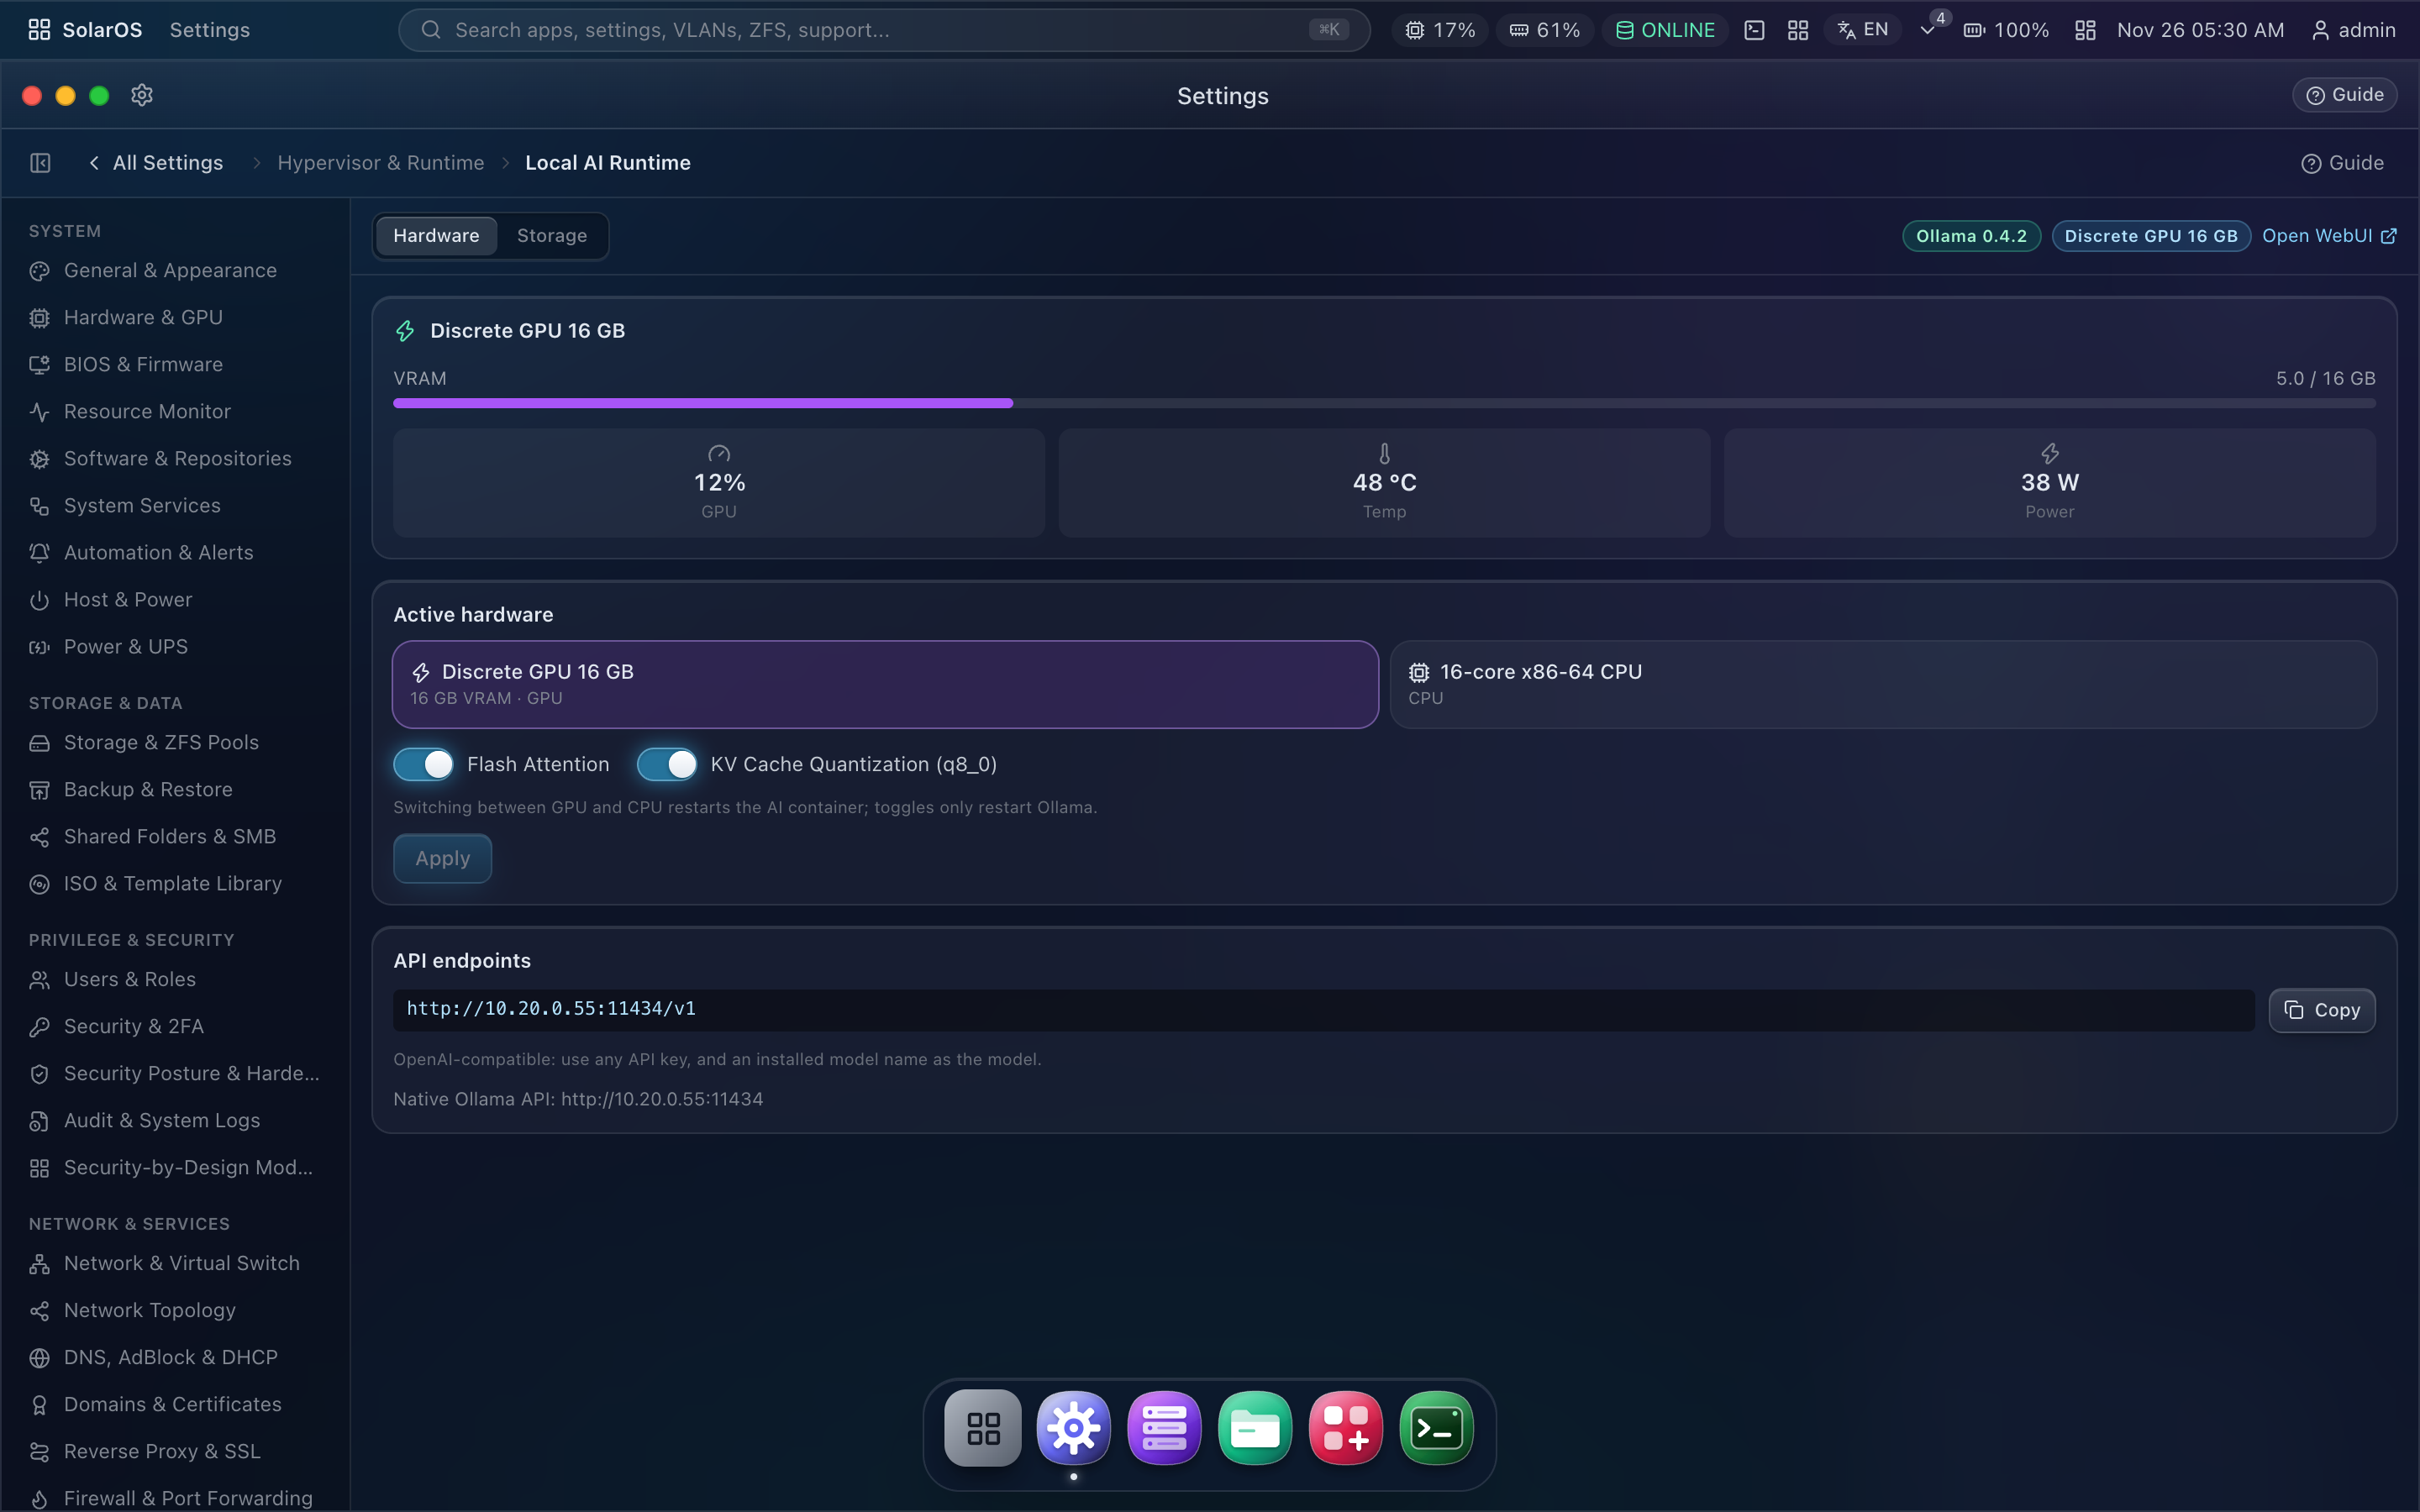 SolarOS Settings
Search apps, settings, VLANs, ZFS, support... ⌘K
17% 61% ONLINE EN 4 100% Nov 26 05:30 AM admin
Settings
Guide
All Settings Hypervisor & Runtime Local AI Runtime
Guide
SYSTEM
General & Appearance
Hardware & GPU
BIOS & Firmware
Resource Monitor
Software & Repositories
System Services
Automation & Alerts
Host & Power
Power & UPS
STORAGE & DATA
Storage & ZFS Pools
Backup & Restore
Shared Folders & SMB
ISO & Template Library
PRIVILEGE & SECURITY
Users & Roles
Security & 2FA
Security Posture & Harde...
Audit & System Logs
Security-by-Design Mod...
NETWORK & SERVICES
Network & Virtual Switch
Network Topology
DNS, AdBlock & DHCP
Domains & Certificates
Reverse Proxy & SSL
Firewall & Port Forwarding
Hardware Storage
Ollama 0.4.2 Discrete GPU 16 GB Open WebUI
Discrete GPU 16 GB
VRAM 5.0 / 16 GB
12%
GPU
48 °C
Temp
38 W
Power
Active hardware
Discrete GPU 16 GB
16 GB VRAM · GPU
16-core x86-64 CPU
CPU
Flash Attention KV Cache Quantization (q8_0)
Switching between GPU and CPU restarts the AI container; toggles only restart Ollama.
Apply
API endpoints
http://10.20.0.55:11434/v1
Copy
OpenAI-compatible: use any API key, and an installed model name as the model.
Native Ollama API: http://10.20.0.55:11434